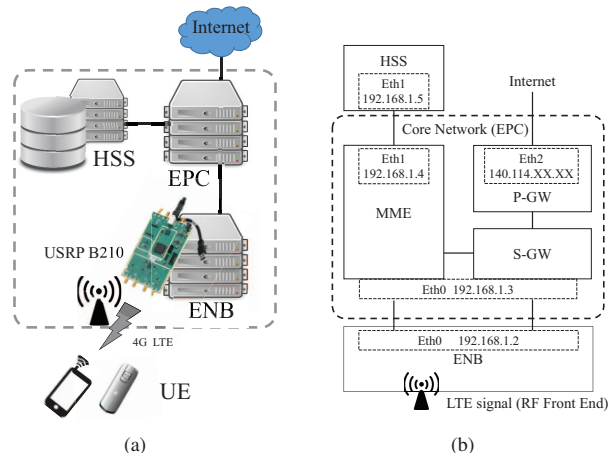 Internet
HSS
EPC
USRP B210
ENB
4G LTE
UE
(a)
HSS
Eth1
192.168.1.5
Internet
Core Network (EPC)
Eth1
192.168.1.4
MME
Eth2
140.114.XX.XX
P-GW
S-GW
Eth0 192.168.1.3
Eth0 192.168.1.2
ENB
LTE signal (RF Front End)
(b)